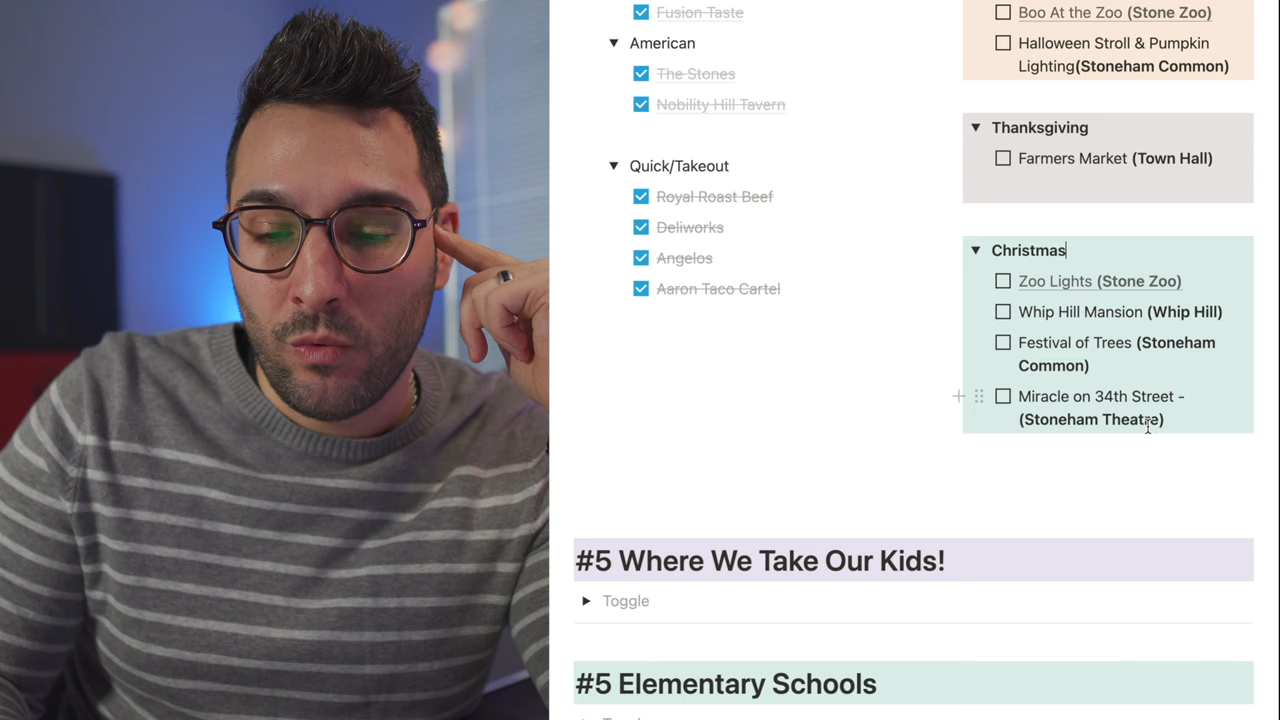 Fusion Taste
American
The Stones
Nobility Hill Tavern
Quick/Takeout
Royal Roast Beef
Deliworks
Angelos
Aaron Taco Cartel
Boo At the Zoo (Stone Zoo)
Halloween Stroll & Pumpkin
Lighting(Stoneham Common)
Thanksgiving
Farmers Market (Town Hall)
Christmas
Zoo Lights (Stone Zoo)
Whip Hill Mansion (Whip Hill)
Festival of Trees (Stoneham
Common)
Miracle on 34th Street -
(Stoneham Theatre)
#5 Where We Take Our Kids!
Toggle
#5 Elementary Schools